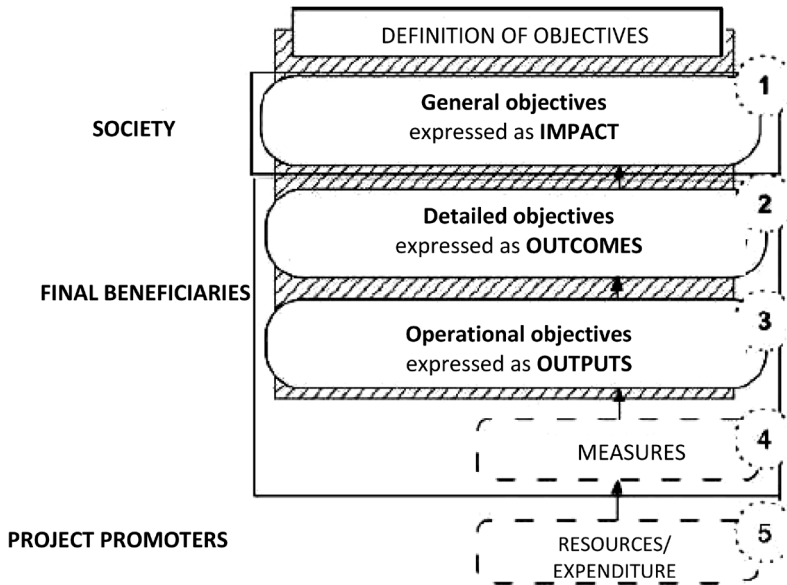 DEFINITION OF OBJECTIVES
1
General objectives
expressed as IMPACT
SOCIETY
2
Detailed objectives
expressed as OUTCOMES
FINAL BENEFICIARIES
3
Operational objectives
expressed as OUTPUTS
4
MEASURES
5
PROJECT PROMOTERS
RESOURCES/
EXPENDITURE